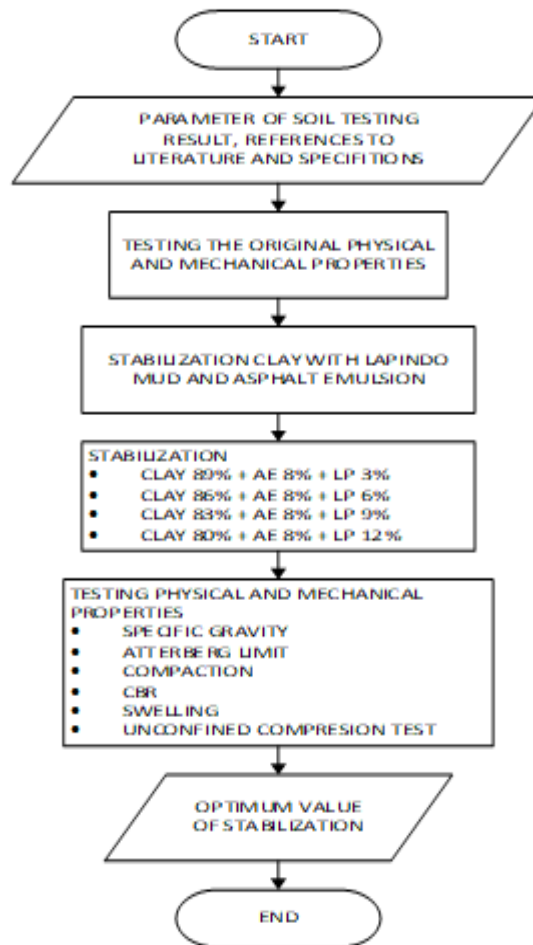 START
PARAMETER OF SOIL TESTING
RESULT, REFERENCES TO
LITERATURE AND SPECIFITIONS
TESTING THE ORIGINAL PHYSICAL
AND MECHANICAL PROPERTIES
STABILIZATION CLAY WITH LAPINDO
MUD AND ASPHALT EMULSION
STABILIZATION
• CLAY 89% + AE 8% + LP 3%
• CLAY 86% + AE 8% + LP 6%
• CLAY 83% + AE 8% + LP 9%
• CLAY 80% + AE 8% + LP 12%
TESTING PHYSICAL AND MECHANICAL
PROPERTIES
• SPECIFIC GRAVITY
• ATTERBERG LIMIT
• COMPACTION
• CBR
• SWELLING
• UNCONFINED COMPRESION TEST
OPTIMUM VALUE
OF STABILIZATION
END